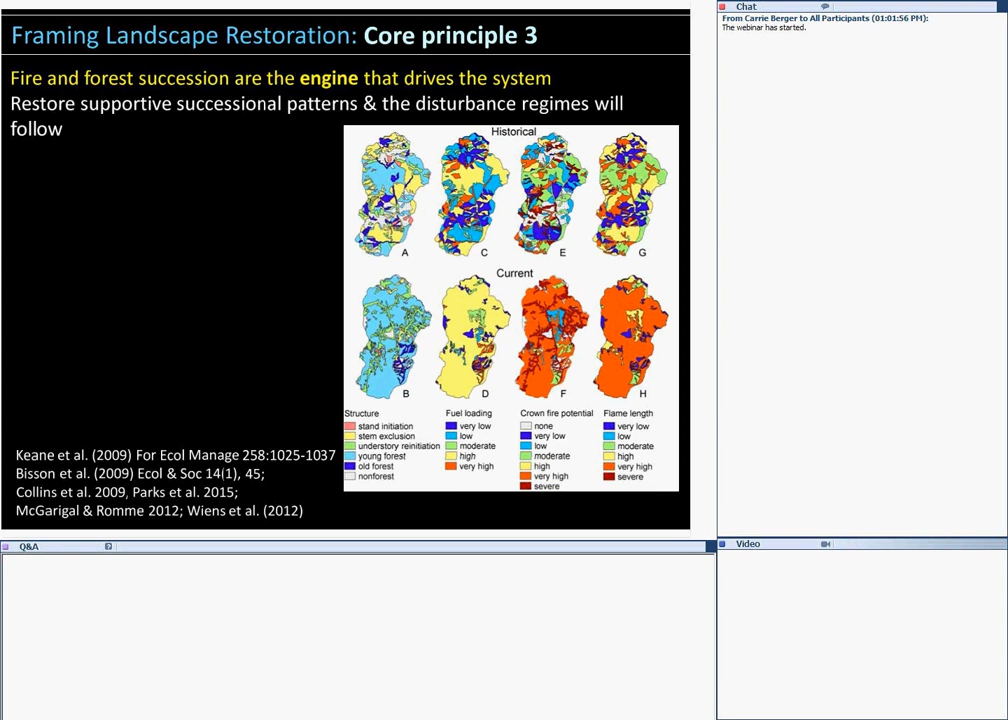 Framing Landscape Restoration: Core principle 3
Fire and forest succession are the engine that drives the system
Restore supportive successional patterns & the disturbance regimes will
follow
Historical
A
C
E
G
Current
B
D
F
H
Structure
stand initiation
stem exclusion
understory reinitiation
young forest
old forest
nonforest
Fuel loading
very low
low
moderate
high
very high
Crown fire potential
none
very low
low
moderate
high
very high
severe
Flame length
very low
low
moderate
high
very high
severe
Keane et al. (2009) For Ecol Manage 258:1025-1037
Bisson et al. (2009) Ecol & Soc 14(1), 45;
Collins et al. 2009, Parks et al. 2015;
McGarigal & Romme 2012; Wiens et al. (2012)
Chat
From Carrie Berger to All Participants (01:01:56 PM):
The webinar has started.
Q&A
Video